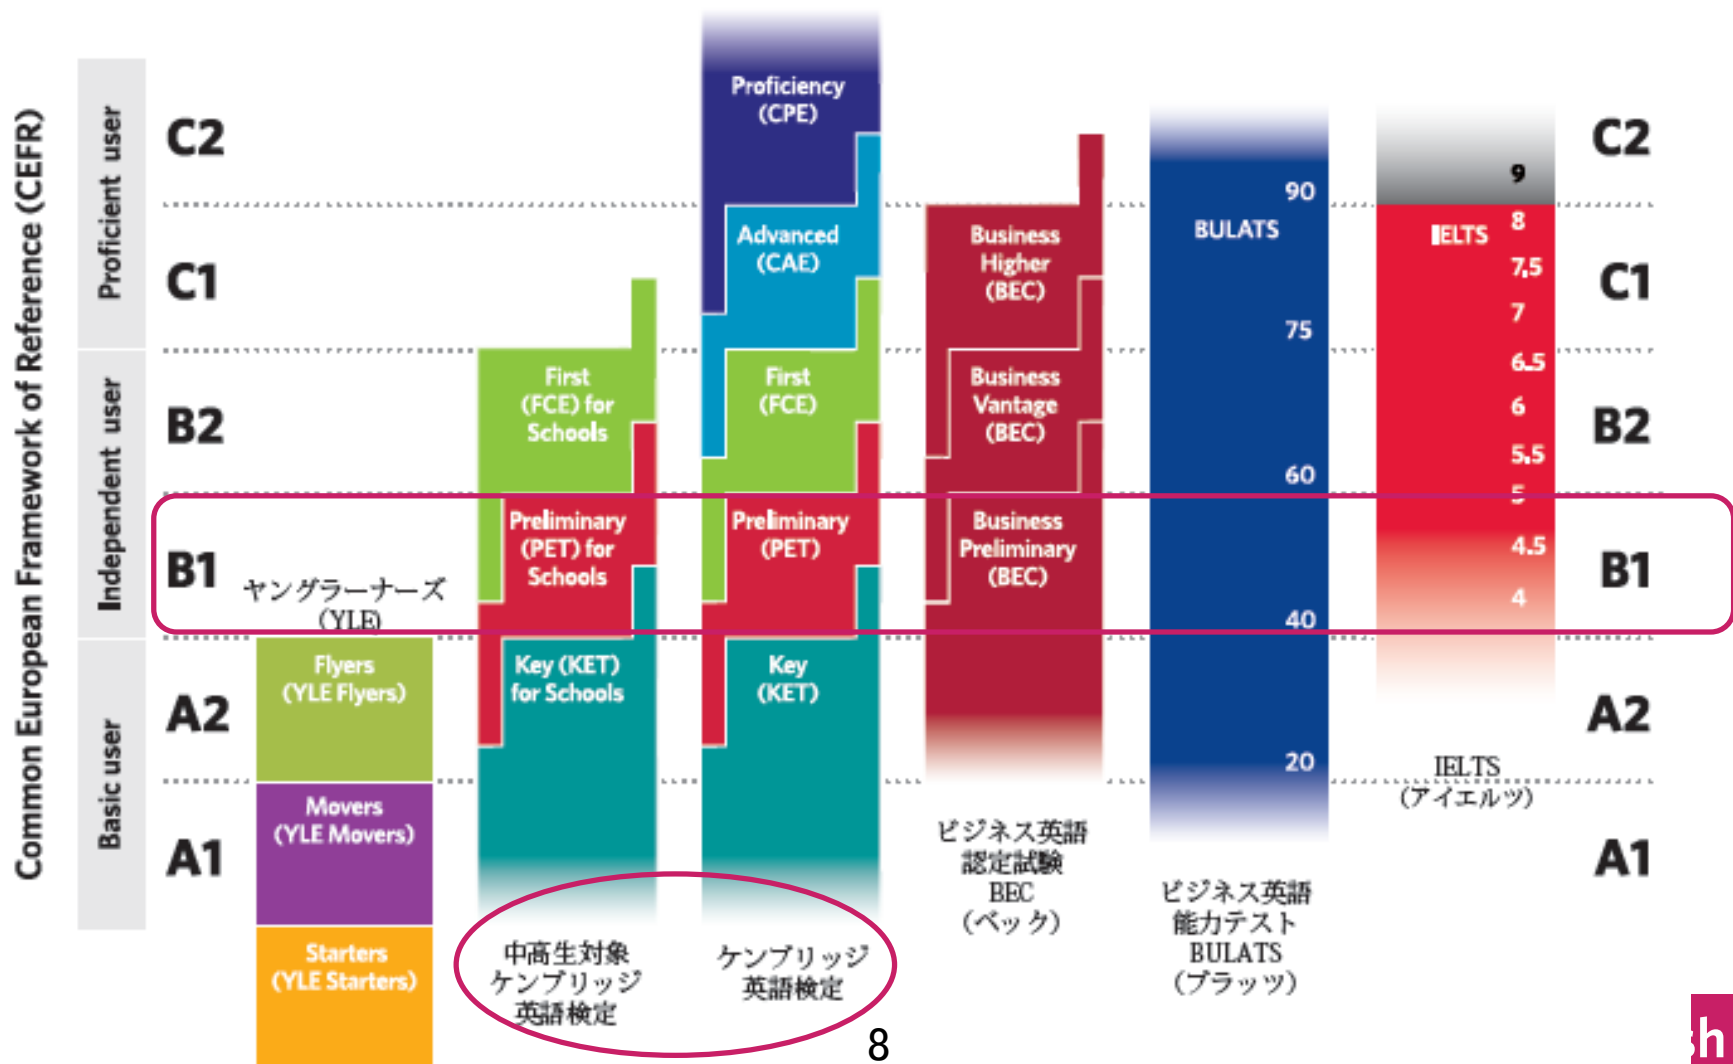 Common European Framework of Reference (CEFR)
Proficient user
Independent user
Basic user
C2
C1
B2
B1
A2
A1
ヤングラーナーズ
(YLE)
Flyers
(YLE Flyers)
Movers
(YLE Movers)
Starters
(YLE Starters)
First
(FCE) for
Schools
Preliminary
(PET) for
Schools
Key (KET)
for Schools
中高生対象
ケンブリッジ
英語検定
Proficiency
(CPE)
Advanced
(CAE)
First
(FCE)
Preliminary
(PET)
Key
(KET)
ケンブリッジ
英語検定
Business
Higher
(BEC)
Business
Vantage
(BEC)
Business
Preliminary
(BEC)
ビジネス英語
認定試験
BEC
(ベック)
BULATS
90
75
60
40
20
ビジネス英語
能力テスト
BULATS
(ブラッツ)
IELTS
9
8
7.5
7
6.5
6
5.5
5
4.5
4
IELTS
(アイエルツ)
C2
C1
B2
B1
A2
A1
8
sh